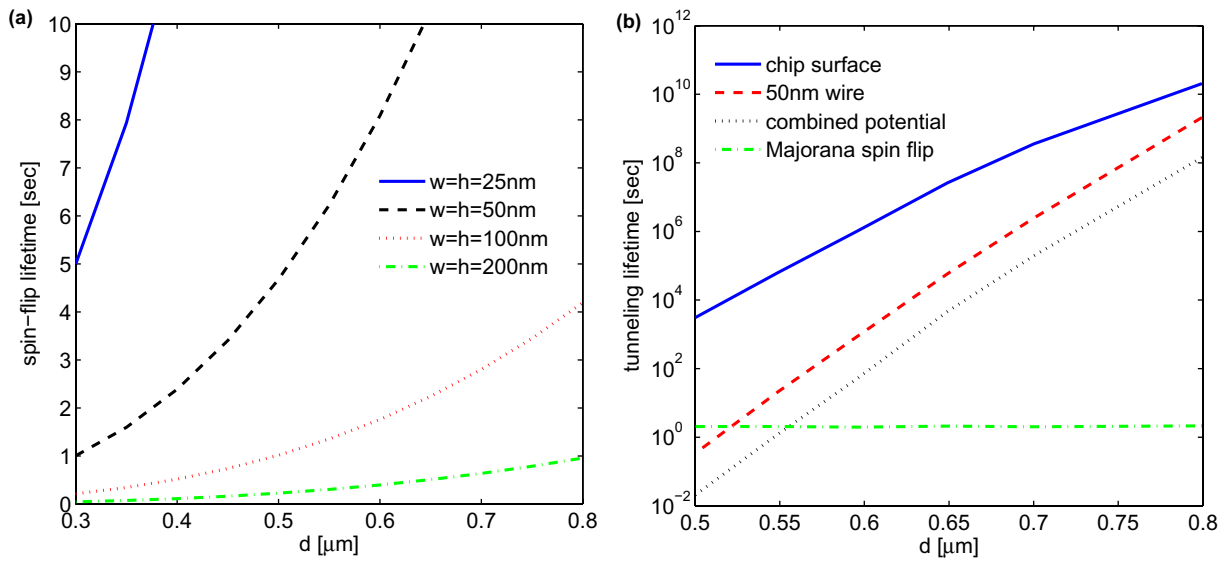 (a)
10
9
8
7
6
5
4
3
2
1
0
spin−flip lifetime [sec]
w=h=25nm
w=h=50nm
w=h=100nm
w=h=200nm
0.3 0.4 0.5 0.6 0.7 0.8
d [μm]
(b)
10^12
10^10
10^8
10^6
10^4
10^2
10^0
10^−2
tunneling lifetime [sec]
chip surface
50nm wire
combined potential
Majorana spin flip
0.5 0.55 0.6 0.65 0.7 0.75 0.8
d [μm]